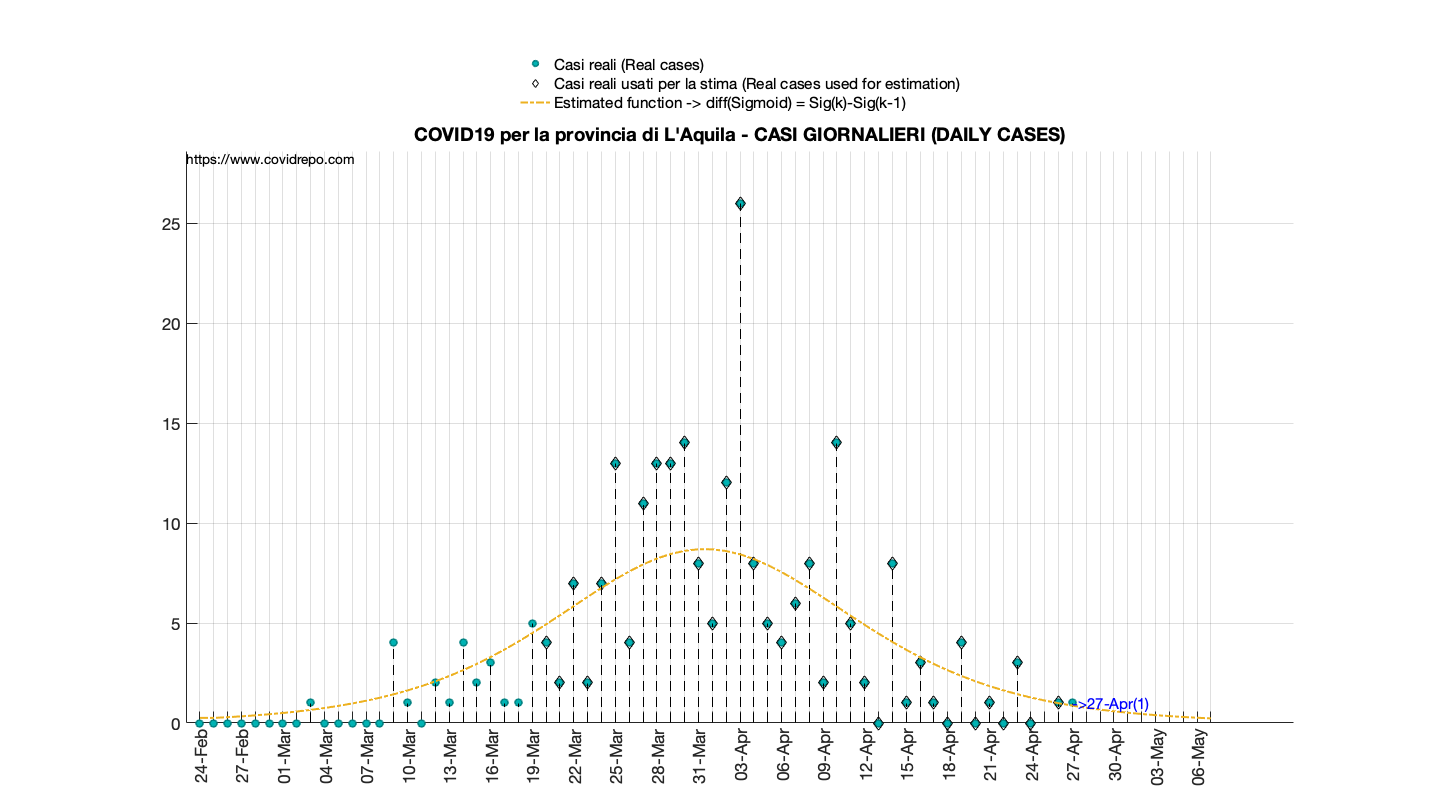 Casi reali (Real cases)
Casi reali usati per la stima (Real cases used for estimation)
Estimated function -> diff(Sigmoid) = Sig(k)-Sig(k-1)
COVID19 per la provincia di L'Aquila - CASI GIORNALIERI (DAILY CASES)
https://www.covidrepo.com
25
20
15
10
5
0
>27-Apr(1)
24-Feb
27-Feb
01-Mar
04-Mar
07-Mar
10-Mar
13-Mar
16-Mar
19-Mar
22-Mar
25-Mar
28-Mar
31-Mar
03-Apr
06-Apr
09-Apr
12-Apr
15-Apr
18-Apr
21-Apr
24-Apr
27-Apr
30-Apr
03-May
06-May